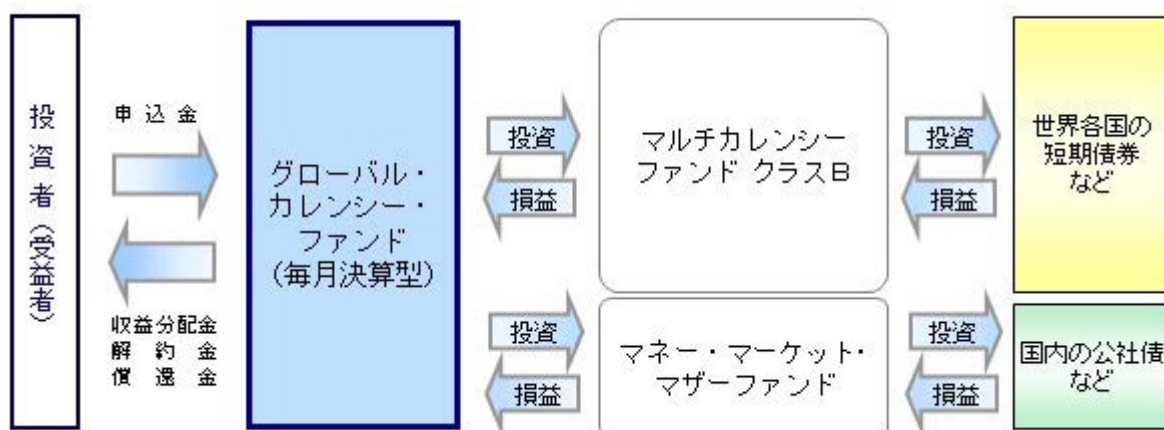 投資者(受益者)
申込金
収益分配金
解約金
償還金
グローバル・
カレンシー・
ファンド
(毎月決算型)
投資
損益
マルチカレンシー
ファンド クラスB
投資
損益
世界各国の
短期債券
など
投資
損益
マネー・マーケット・
マザーファンド
投資
損益
国内の公社債
など